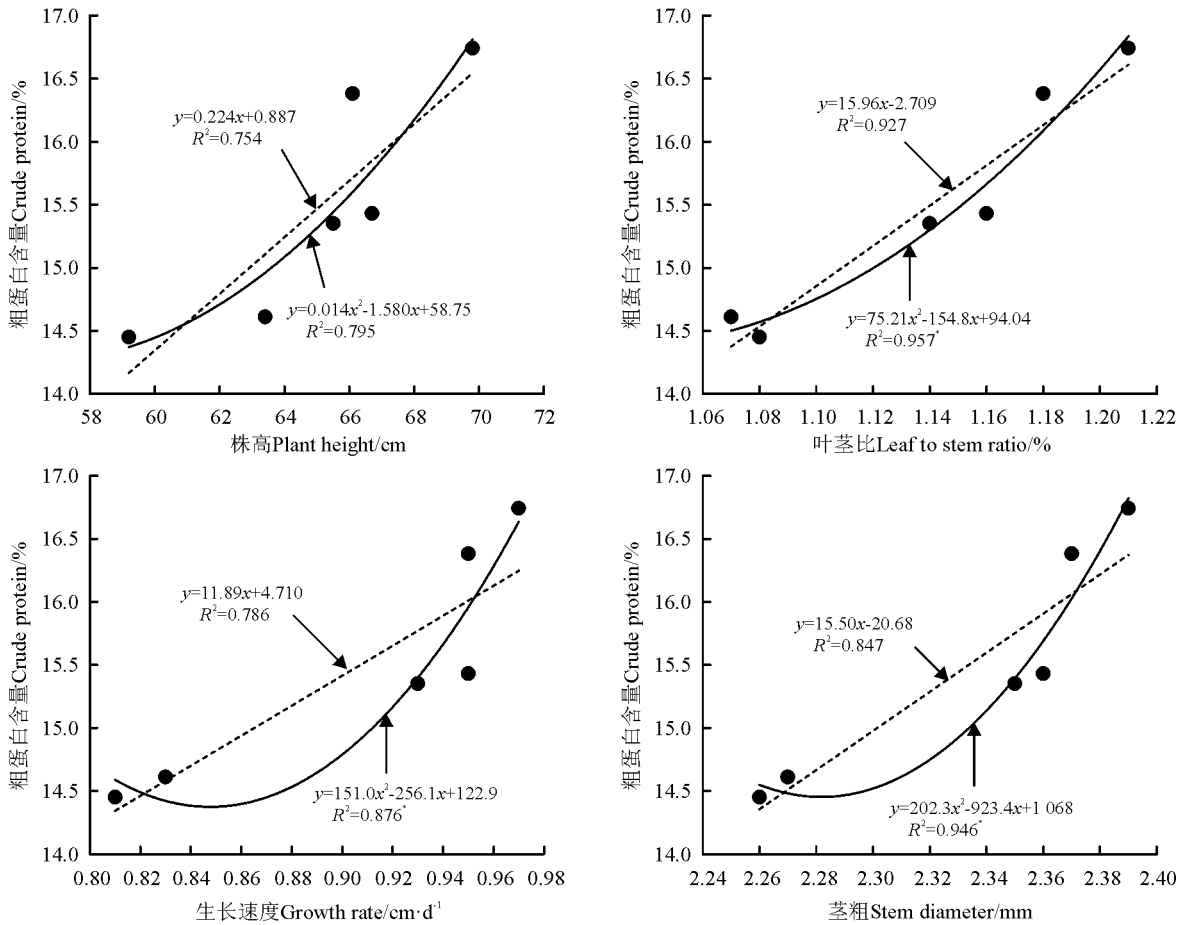 17.0
16.5
16.0
15.5
15.0
14.5
14.0
粗蛋白含量Crude protein/%
y=0.224x+0.887
R²=0.754
y=0.014x²-1.580x+58.75
R²=0.795
58 60 62 64 66 68 70 72
株高Plant height/cm
17.0
16.5
16.0
15.5
15.0
14.5
14.0
粗蛋白含量Crude protein/%
y=15.96x-2.709
R²=0.927
y=75.21x²-154.8x+94.04
R²=0.957*
1.06 1.08 1.10 1.12 1.14 1.16 1.18 1.20 1.22
叶茎比Leaf to stem ratio/%
17.0
16.5
16.0
15.5
15.0
14.5
14.0
粗蛋白含量Crude protein/%
y=11.89x+4.710
R²=0.786
y=151.0x²-256.1x+122.9
R²=0.876*
0.80 0.82 0.84 0.86 0.88 0.90 0.92 0.94 0.96 0.98
生长速度Growth rate/cm·d⁻¹
17.0
16.5
16.0
15.5
15.0
14.5
14.0
粗蛋白含量Crude protein/%
y=15.50x-20.68
R²=0.847
y=202.3x²-923.4x+1 068
R²=0.946*
2.24 2.26 2.28 2.30 2.32 2.34 2.36 2.38 2.40
茎粗Stem diameter/mm